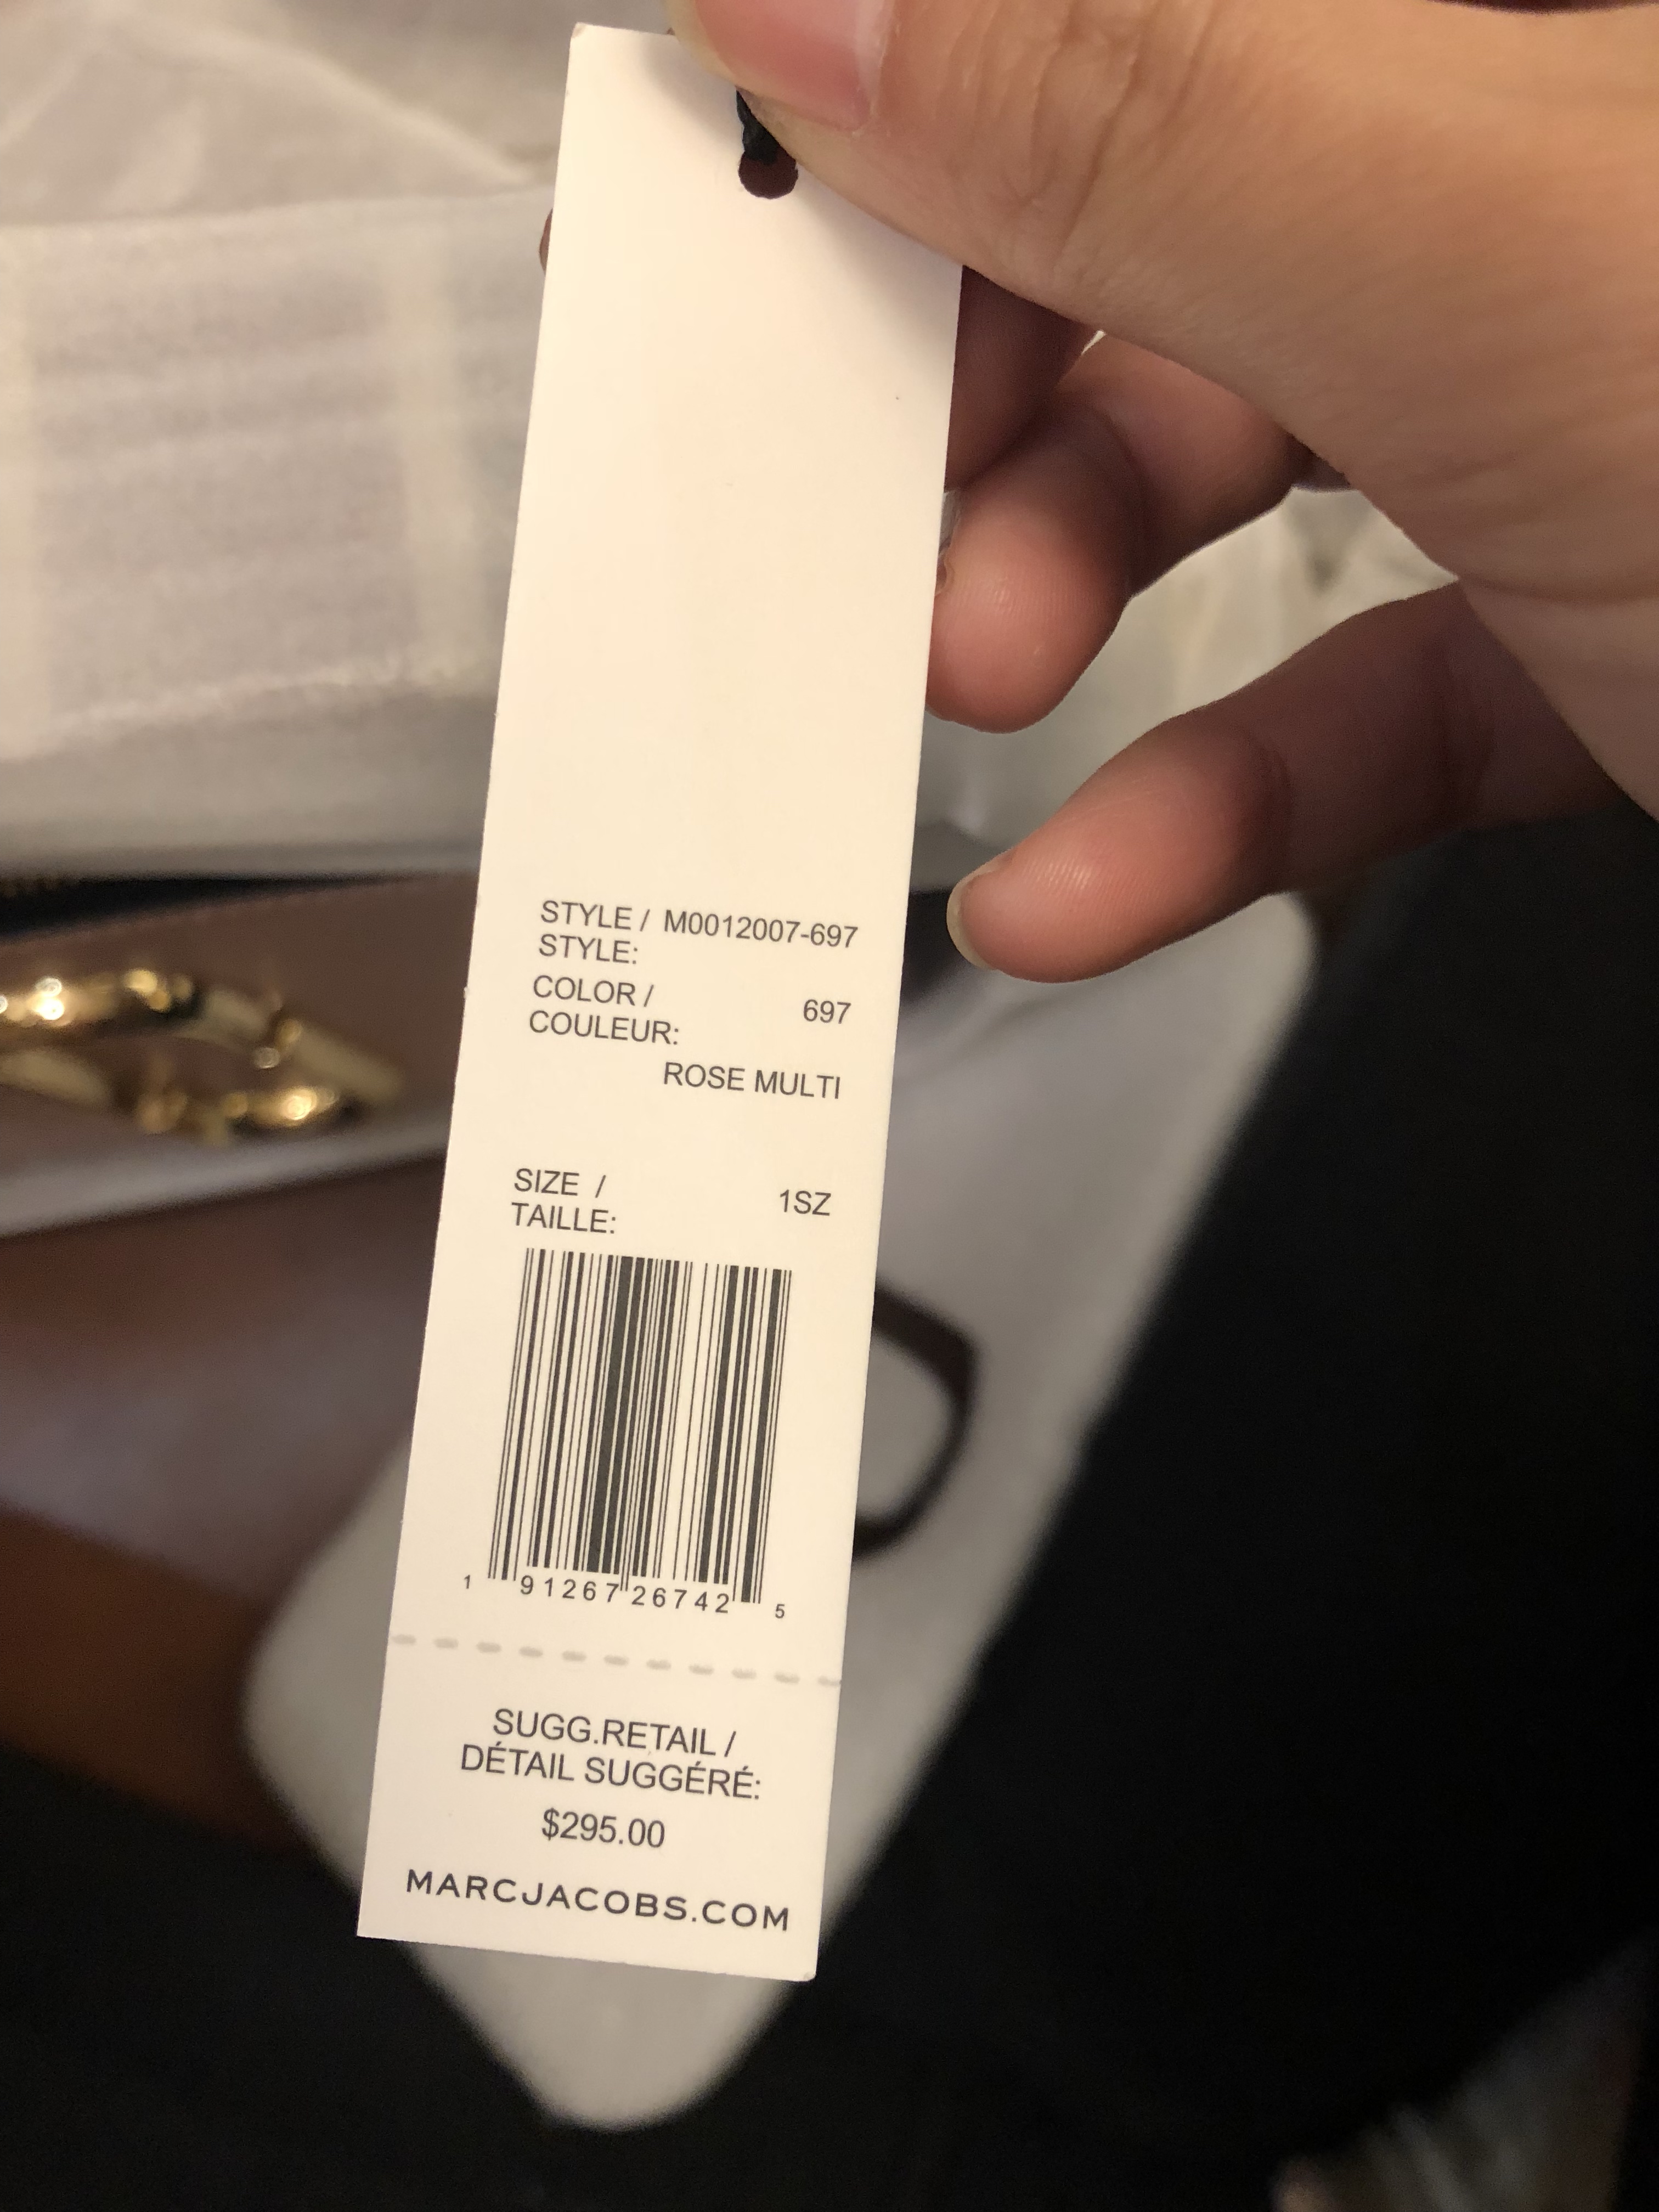 STYLE / M0012007-697
STYLE:
COLOR / 697
COULEUR:
ROSE MULTI
SIZE / 1SZ
TAILLE:
1 91267 26742 5
SUGG.RETAIL /
DÉTAIL SUGGÉRÉ:
$295.00
MARCJACOBS.COM